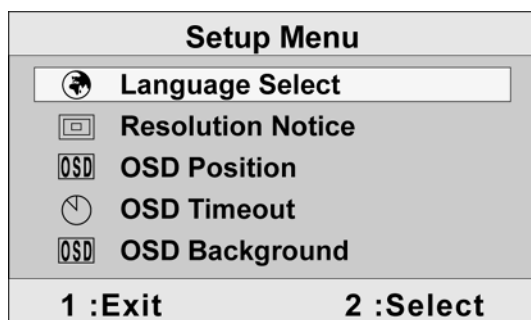 Setup Menu
Language Select
Resolution Notice
OSD OSD Position
OSD Timeout
OSD OSD Background
1 :Exit 2 :Select